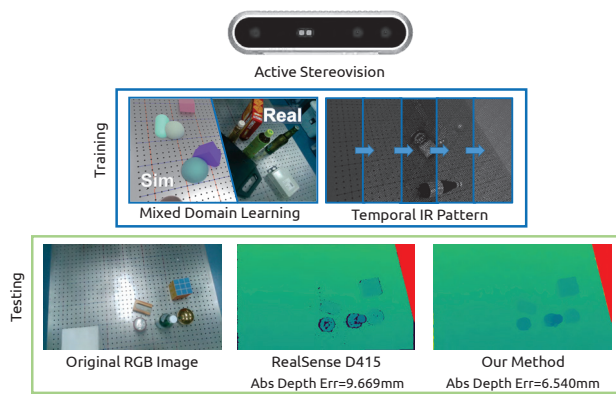 Active Stereovision
Training
Real
Sim
Mixed Domain Learning
Temporal IR Pattern
Testing
Original RGB Image
RealSense D415
Abs Depth Err=9.669mm
Our Method
Abs Depth Err=6.540mm